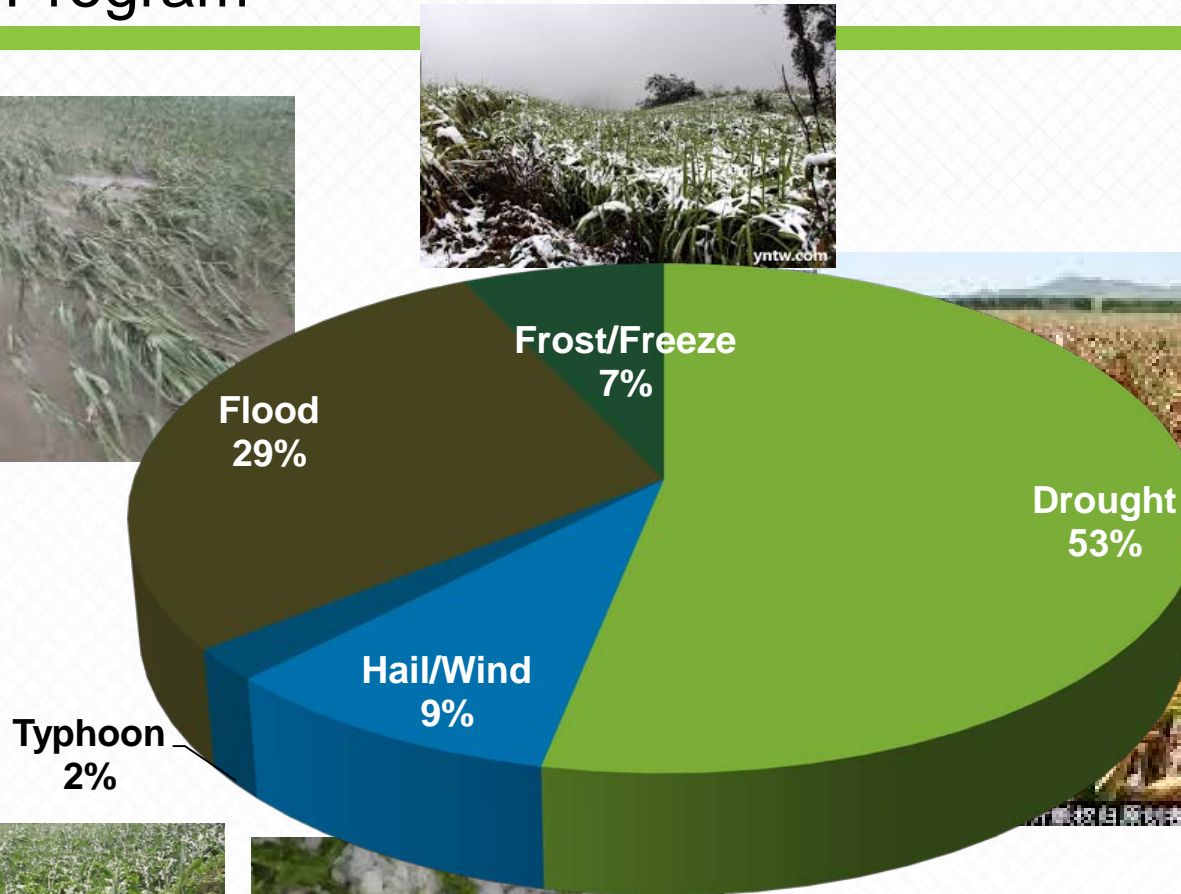 Program
yntw.com
Frost/Freeze
7%
Flood
29%
Drought
53%
Hail/Wind
9%
Typhoon
2%